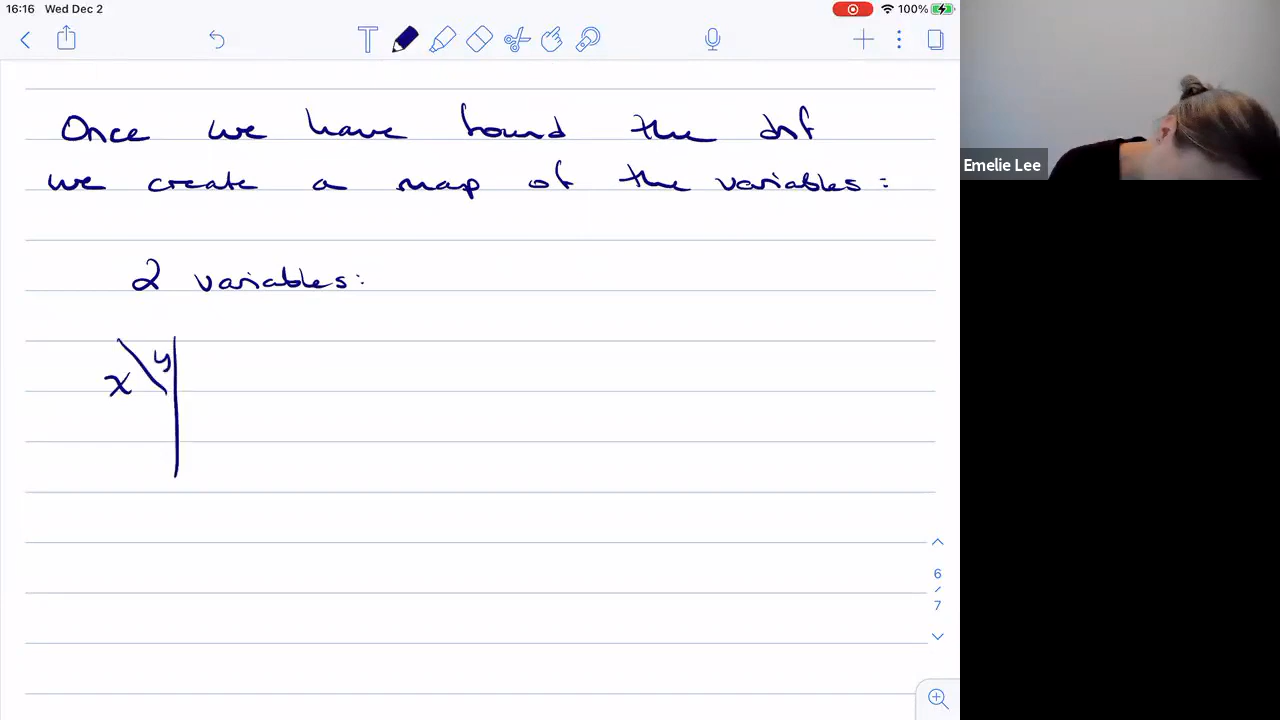 16:16 Wed Dec 2
100%
Once we have found the dnf
we create a map of the variables:
Emelie Lee
2 variables:
x y
6
7